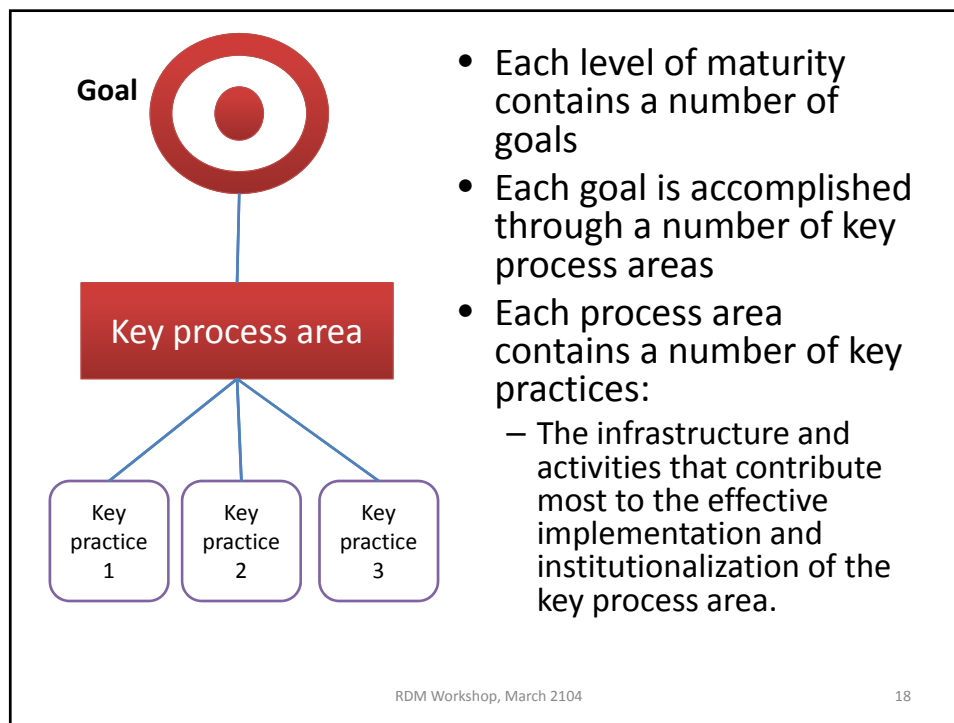 Goal
Key process area
Key
practice
1
Key
practice
2
Key
practice
3
• Each level of maturity
contains a number of
goals
• Each goal is accomplished
through a number of key
process areas
• Each process area
contains a number of key
practices:
– The infrastructure and
activities that contribute
most to the effective
implementation and
institutionalization of the
key process area.
RDM Workshop, March 2104
18